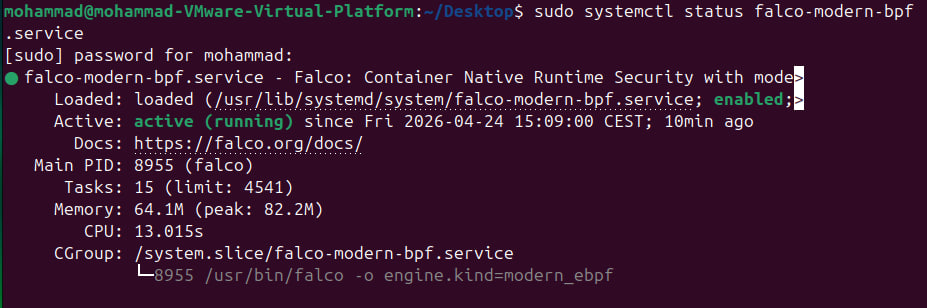 mohammad@mohammad-VMware-Virtual-Platform:~/Desktop$ sudo systemctl status falco-modern-bpf
.service
[sudo] password for mohammad:
● falco-modern-bpf.service - Falco: Container Native Runtime Security with mode>
Loaded: loaded (/usr/lib/systemd/system/falco-modern-bpf.service; enabled;>
Active: active (running) since Fri 2026-04-24 15:09:00 CEST; 10min ago
Docs: https://falco.org/docs/
Main PID: 8955 (falco)
Tasks: 15 (limit: 4541)
Memory: 64.1M (peak: 82.2M)
CPU: 13.015s
CGroup: /system.slice/falco-modern-bpf.service
└─8955 /usr/bin/falco -o engine.kind=modern_ebpf